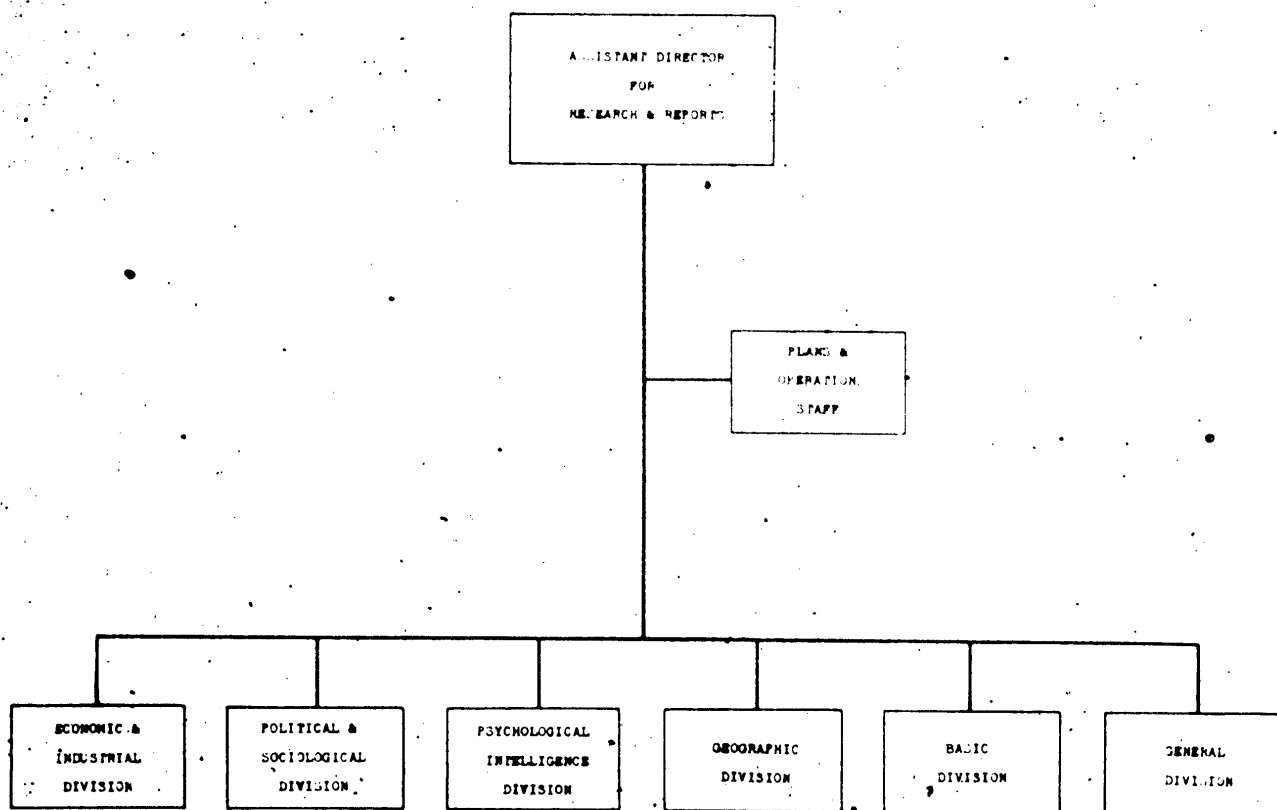 ASSISTANT DIRECTOR
FOR
RESEARCH & REPORTS
PLANS &
OPERATIONS
STAFF
ECONOMIC &
INDUSTRIAL
DIVISION
POLITICAL &
SOCIOLOGICAL
DIVISION
PSYCHOLOGICAL
INTELLIGENCE
DIVISION
GEOGRAPHIC
DIVISION
BASIC
DIVISION
GENERAL
DIVISION